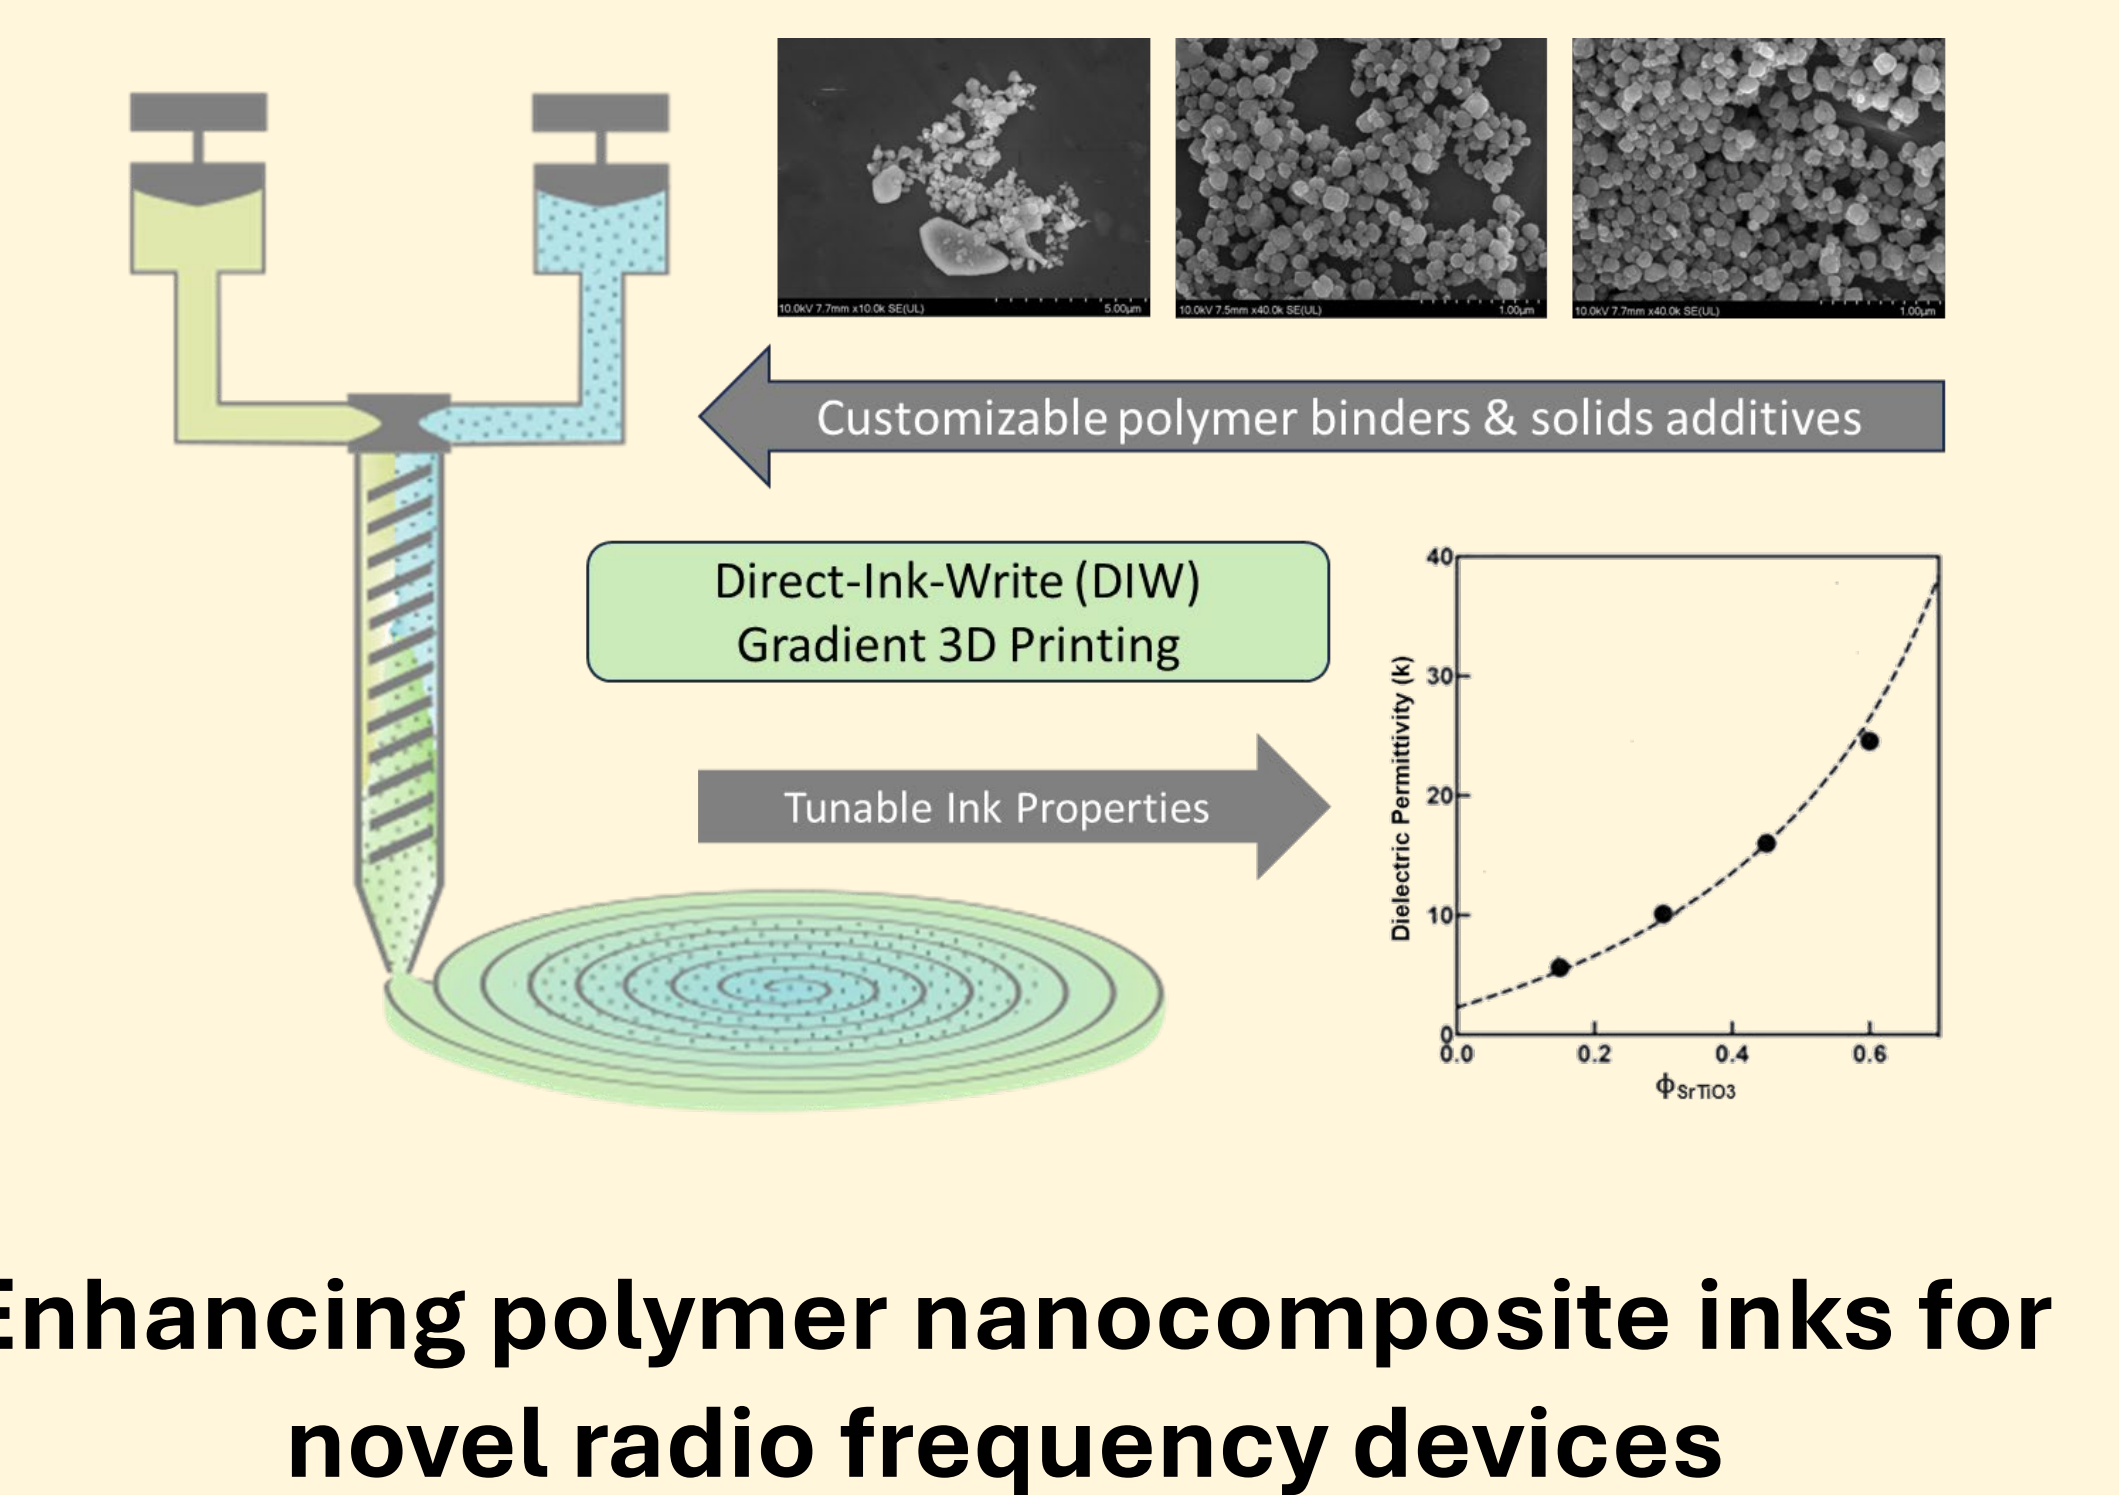 10.0kV 7.7mm x10.0k SE(UL) 5.00µm
10.0kV 7.5mm x40.0k SE(UL) 1.00µm
10.0kV 7.7mm x40.0k SE(UL) 1.00µm
Customizable polymer binders & solids additives
Direct-Ink-Write (DIW)
Gradient 3D Printing
Tunable Ink Properties
Dielectric Permittivity (k)
40
30
20
10
0
0.0 0.2 0.4 0.6
ϕSrTiO3
Enhancing polymer nanocomposite inks for
novel radio frequency devices